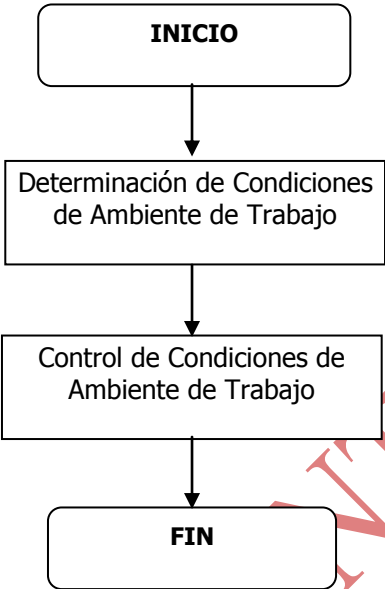 INICIO
Determinación de Condiciones
de Ambiente de Trabajo
Control de Condiciones de
Ambiente de Trabajo
FIN